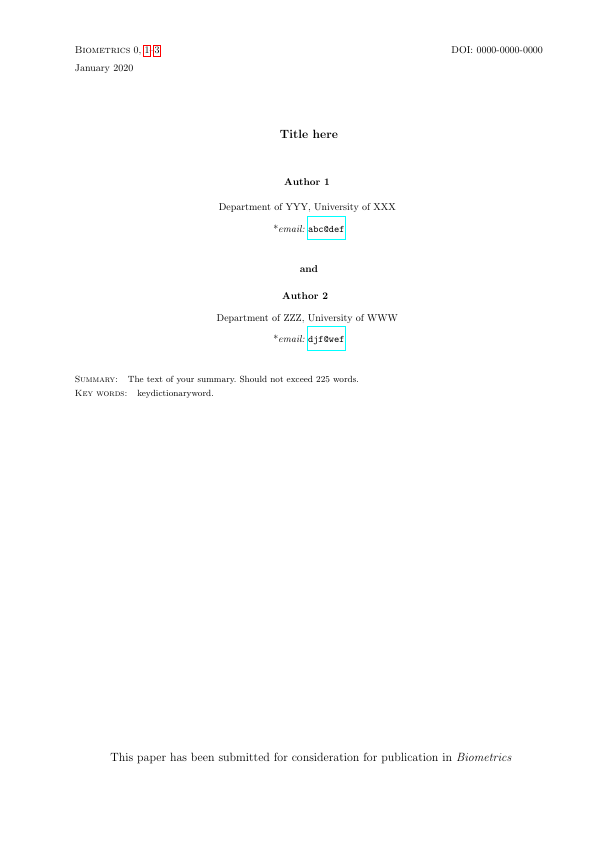 Biometrics 0, 1–3
DOI: 0000-0000-0000
January 2020
Title here
Author 1
Department of YYY, University of XXX
*email: abc@def
and
Author 2
Department of ZZZ, University of WWW
*email: djf@wef
Summary: The text of your summary. Should not exceed 225 words.
Key words: keydictionaryword.
This paper has been submitted for consideration for publication in Biometrics